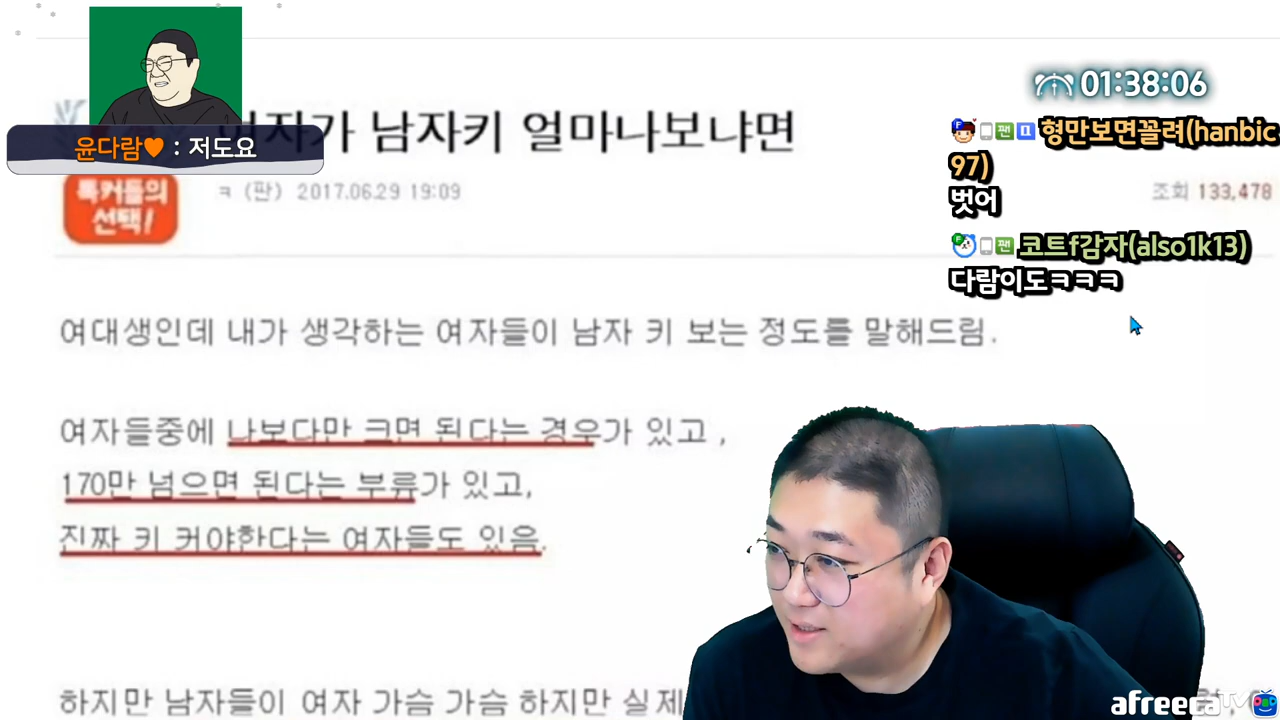 01:38:06
여자가 남자키 얼마나보냐면
윤다람🧡 : 저도요
톡커들의
선택!
ㅋ (판) 2017.06.29 19:09
조회 133,478
형만보면꼴려(hanbic
97)
벗어
코트f감자(also1k13)
다람이도ㅋㅋㅋ
여대생인데 내가 생각하는 여자들이 남자 키 보는 정도를 말해드림.
여자들중에 나보다만 크면 된다는 경우가 있고 ,
170만 넘으면 된다는 부류가 있고,
진짜 키 커야한다는 여자들도 있음.
하지만 남자들이 여자 가슴 가슴 하지만 실제
afreecaTV